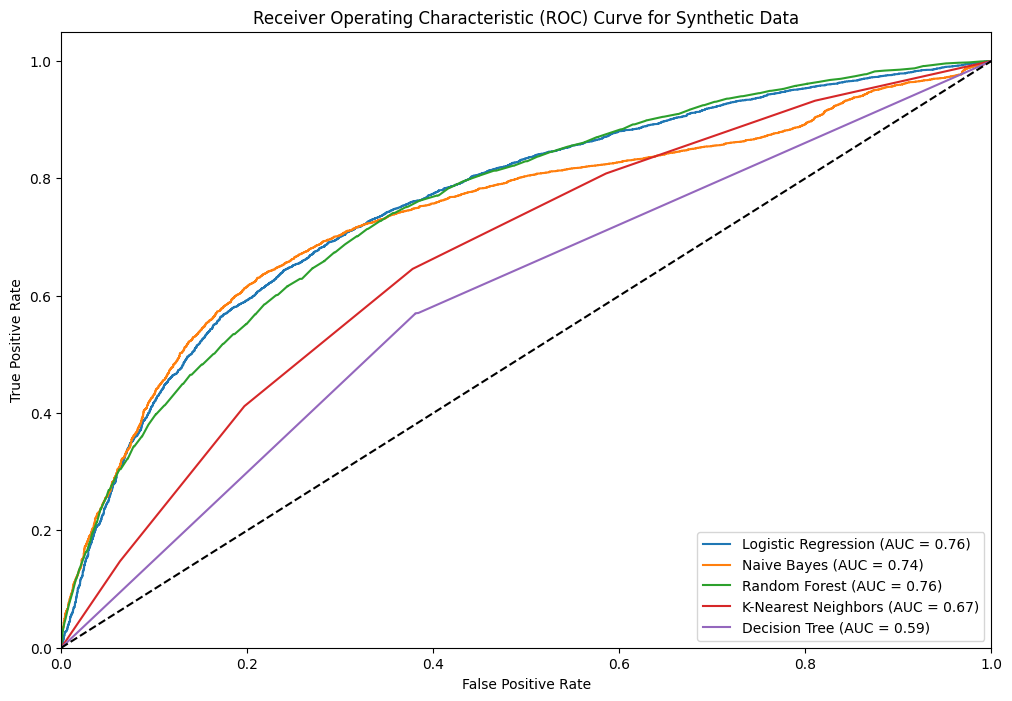 Receiver Operating Characteristic (ROC) Curve for Synthetic Data
True Positive Rate
1.0
0.8
0.6
0.4
0.2
0.0
Logistic Regression (AUC = 0.76)
Naive Bayes (AUC = 0.74)
Random Forest (AUC = 0.76)
K-Nearest Neighbors (AUC = 0.67)
Decision Tree (AUC = 0.59)
0.0 0.2 0.4 0.6 0.8 1.0
False Positive Rate